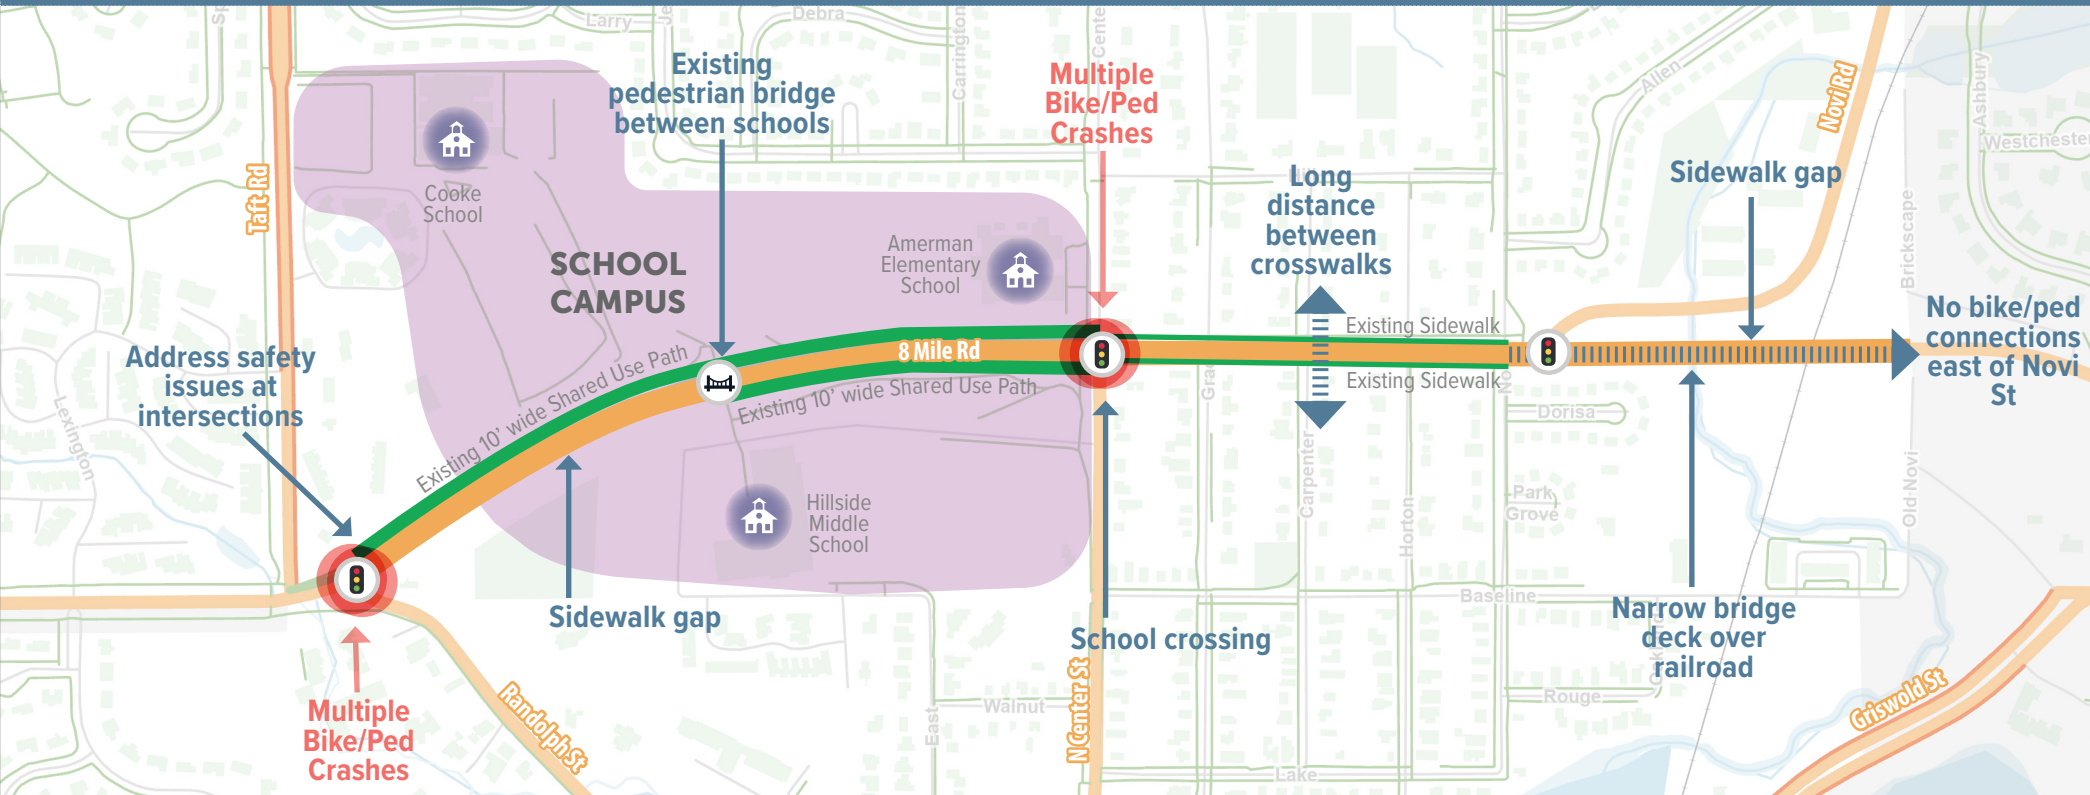 Larry
Debra
Carrington
Center
Existing
pedestrian bridge
between schools
Multiple
Bike/Ped
Crashes
Allen
Novi Rd
Ashbury
Westchester
Taft Rd
Cooke
School
Long
distance
between
crosswalks
Sidewalk gap
Brickscape
SCHOOL
CAMPUS
Amerman
Elementary
School
No bike/ped
connections
east of Novi
St
Existing Sidewalk
8 Mile Rd
Existing Sidewalk
Address safety
issues at
intersections
Existing 10' wide Shared Use Path
Existing 10' wide Shared Use Path
Lexington
Dorisa
Carpenter
Horton
Park
Grove
Old Novi
Hillside
Middle
School
Sidewalk gap
School crossing
Baseline
Narrow bridge
deck over
railroad
Multiple
Bike/Ped
Crashes
Randolph St
East
Walnut
N Center St
Rouge
Griswold St
Lake